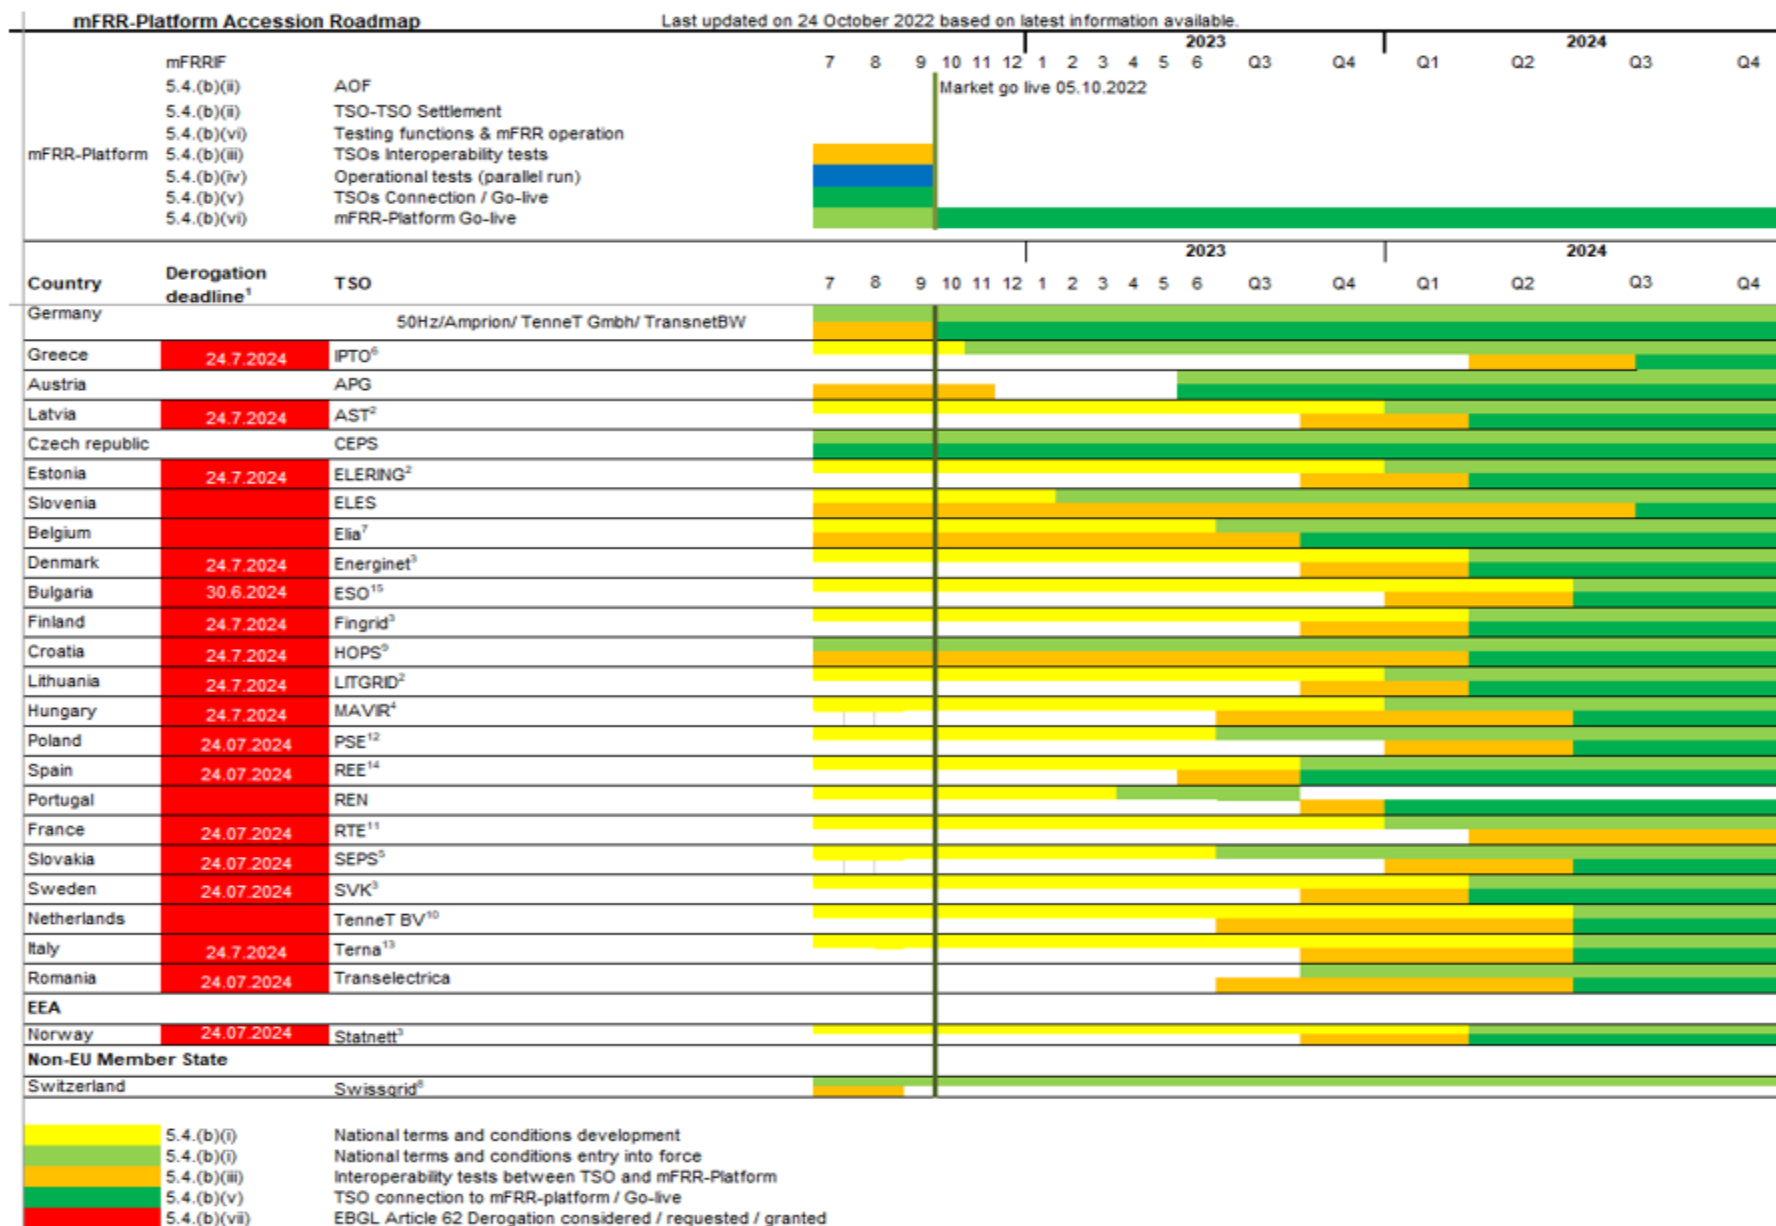 mFRR-Platform Accession Roadmap Last updated on 24 October 2022 based on latest information available.
2023 2024
mFRRIF 7 8 9 10 11 12 1 2 3 4 5 6 Q3 Q4 Q1 Q2 Q3 Q4
5.4.(b)(ii) AOF Market go live 05.10.2022
5.4.(b)(ii) TSO-TSO Settlement
5.4.(b)(vi) Testing functions & mFRR operation
mFRR-Platform 5.4.(b)(iii) TSOs Interoperability tests
5.4.(b)(iv) Operational tests (parallel run)
5.4.(b)(v) TSOs Connection / Go-live
5.4.(b)(vi) mFRR-Platform Go-live
2023 2024
Country Derogation deadline¹ TSO 7 8 9 10 11 12 1 2 3 4 5 6 Q3 Q4 Q1 Q2 Q3 Q4
Germany 50Hz/Amprion/ TenneT Gmbh/ TransnetBW
Greece 24.7.2024 IPTO⁶
Austria APG
Latvia 24.7.2024 AST²
Czech republic CEPS
Estonia 24.7.2024 ELERING²
Slovenia ELES
Belgium Elia⁷
Denmark 24.7.2024 Energinet³
Bulgaria 30.6.2024 ESO¹⁵
Finland 24.7.2024 Fingrid³
Croatia 24.7.2024 HOPS⁹
Lithuania 24.7.2024 LITGRID²
Hungary 24.7.2024 MAVIR⁴
Poland 24.07.2024 PSE¹²
Spain 24.07.2024 REE¹⁴
Portugal REN
France 24.07.2024 RTE¹¹
Slovakia 24.07.2024 SEPS⁵
Sweden 24.07.2024 SVK³
Netherlands TenneT BV¹⁰
Italy 24.7.2024 Terna¹³
Romania 24.07.2024 Transelectrica
EEA
Norway 24.07.2024 Statnett³
Non-EU Member State
Switzerland Swissgrid⁸
5.4.(b)(i) National terms and conditions development
5.4.(b)(i) National terms and conditions entry into force
5.4.(b)(iii) Interoperability tests between TSO and mFRR-Platform
5.4.(b)(v) TSO connection to mFRR-platform / Go-live
5.4.(b)(vii) EBGL Article 62 Derogation considered / requested / granted